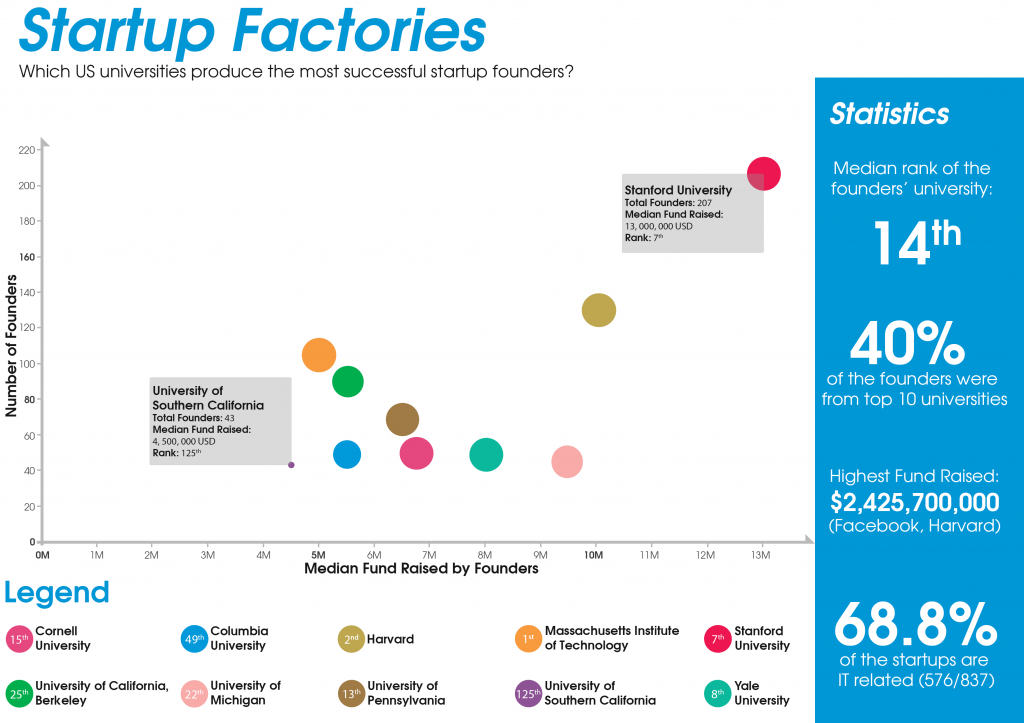 Startup Factories
Which US universities produce the most successful startup founders?
Statistics
Median rank of the
founders' university:
14th
40%
of the founders were
from top 10 universities
Highest Fund Raised:
$2,425,700,000
(Facebook, Harvard)
68.8%
of the startups are
IT related (576/837)
Number of Founders
220
200
180
160
140
120
100
80
60
40
20
0
Stanford University
Total Founders: 207
Median Fund Raised:
13, 000, 000 USD
Rank: 7th
University of
Southern California
Total Founders: 43
Median Fund Raised:
4, 500, 000 USD
Rank: 125th
0M 1M 2M 3M 4M 5M 6M 7M 8M 9M 10M 11M 12M 13M
Median Fund Raised by Founders
Legend
15th Cornell
University
49th Columbia
University
2nd Harvard
1st Massachusetts Institute
of Technology
7th Stanford
University
25th University of California,
Berkeley
22nd University of
Michigan
13th University of
Pennsylvania
125th University of
Southern California
8th Yale
University